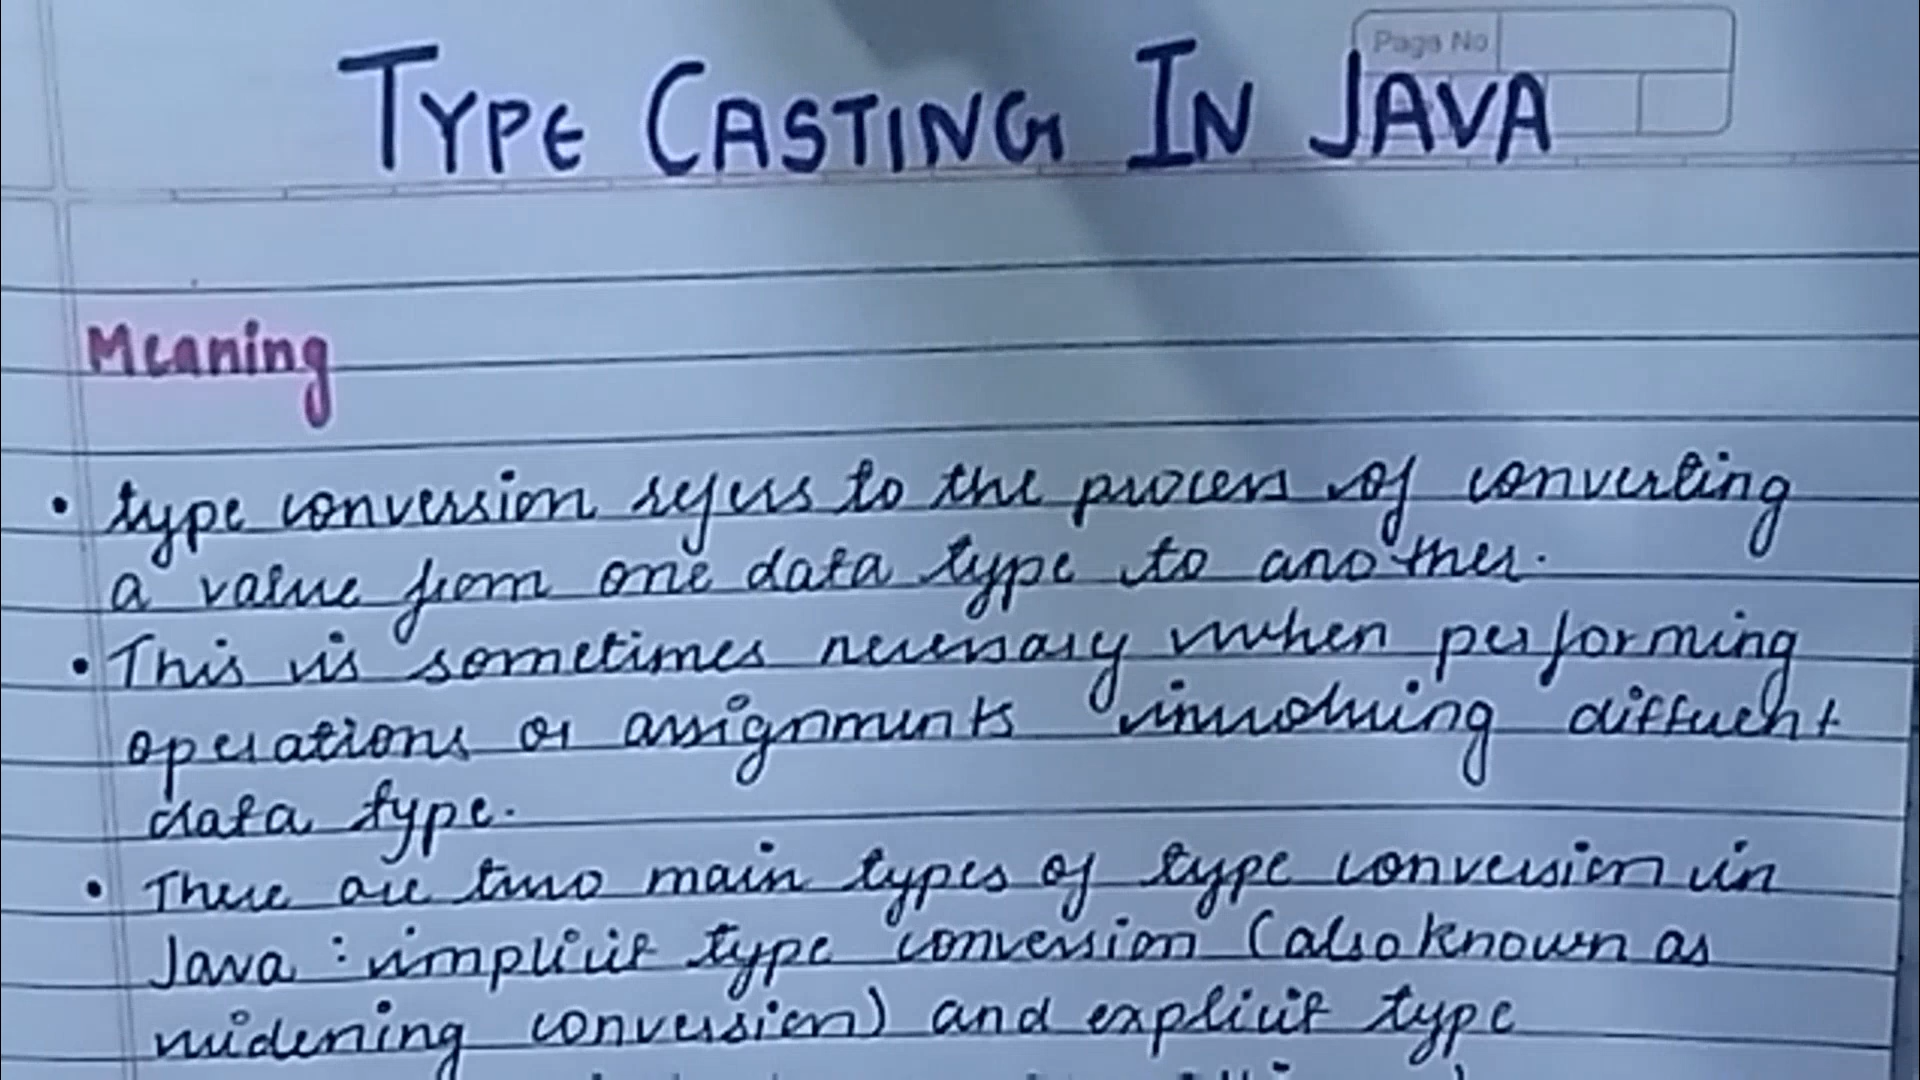 Page No
TYPE CASTING IN JAVA
Meaning
• type conversion refers to the process of converting
a value from one data type to another.
• This is sometimes necessary when performing
operations or assignments involving different
data type.
• There are two main types of type conversion in
Java : implicit type conversion (also known as
widening conversion) and explicit type